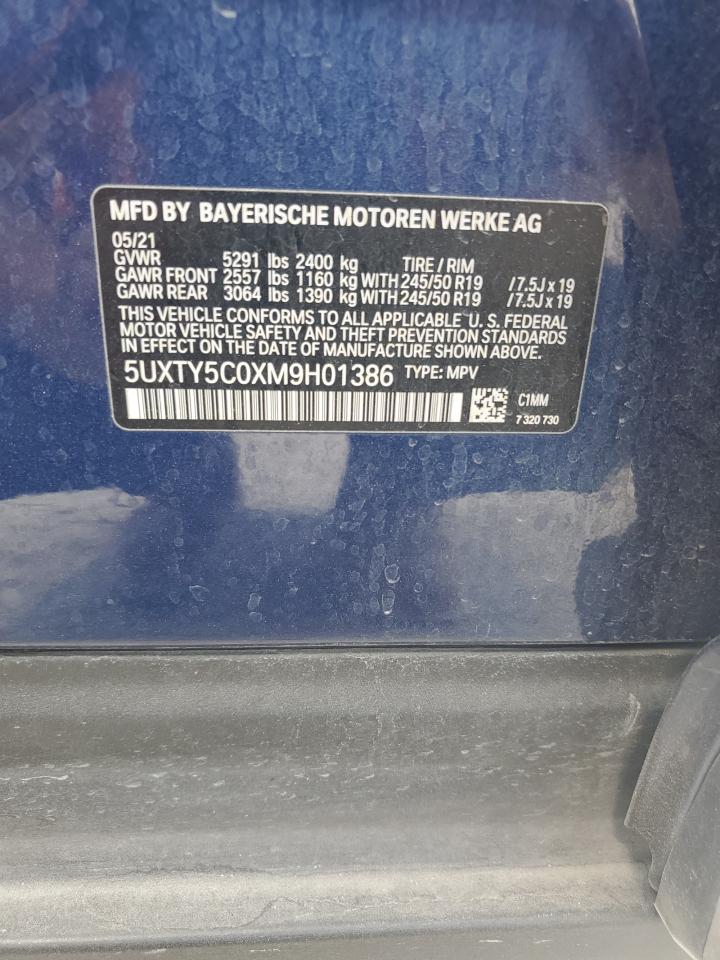 MFD BY BAYERISCHE MOTOREN WERKE AG
05/21
GVWR 5291 lbs 2400 kg TIRE / RIM
GAWR FRONT 2557 lbs 1160 kg WITH 245/50 R19 / 7.5J x 19
GAWR REAR 3064 lbs 1390 kg WITH 245/50 R19 / 7.5J x 19
THIS VEHICLE CONFORMS TO ALL APPLICABLE U.S. FEDERAL
MOTOR VEHICLE SAFETY AND THEFT PREVENTION STANDARDS
IN EFFECT ON THE DATE OF MANUFACTURE SHOWN ABOVE.
5UXTY5C0XM9H01386 TYPE: MPV
C1MM
7 320 730